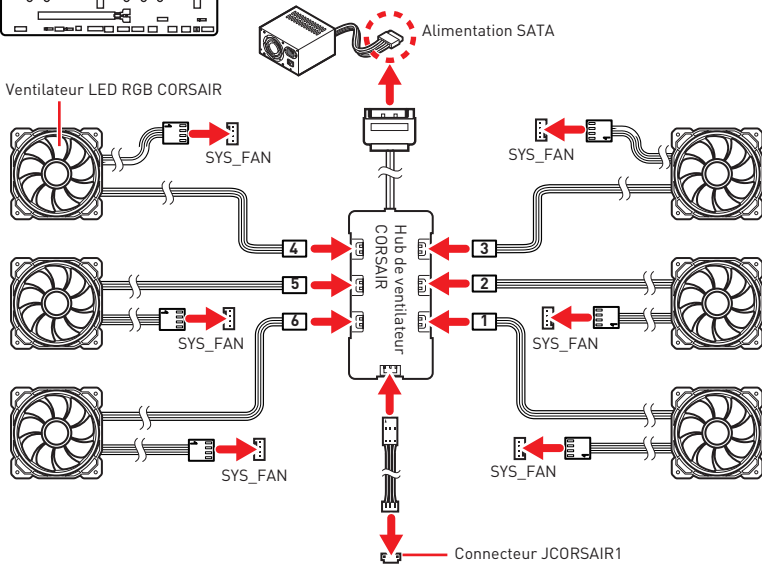 Alimentation SATA
Ventilateur LED RGB CORSAIR
SYS_FAN
SYS_FAN
4
3
5
2
6
1
Hub de ventilateur
CORSAIR
SYS_FAN
SYS_FAN
SYS_FAN
SYS_FAN
Connecteur JCORSAIR1